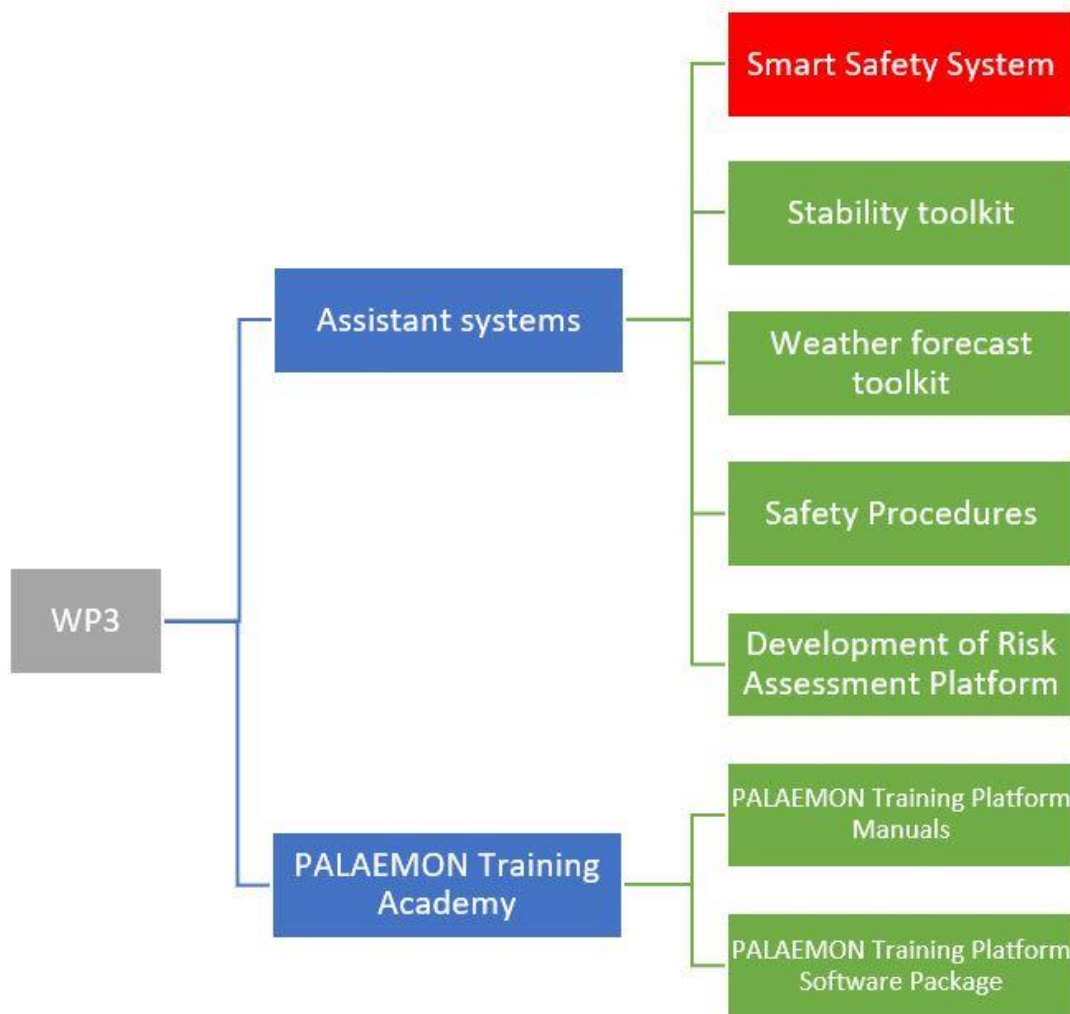 Smart Safety System
Stability toolkit
Assistant systems
Weather forecast
toolkit
Safety Procedures
WP3
Development of Risk
Assessment Platform
PALAEMON Training Platform
Manuals
PALAEMON Training
Academy
PALAEMON Training Platform
Software Package